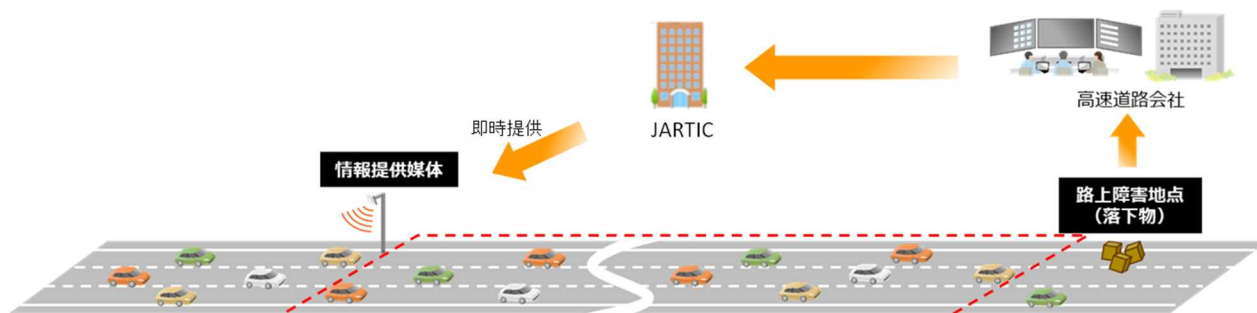 高速道路会社
JARTIC
即時提供
情報提供媒体
路上障害地点
（落下物）